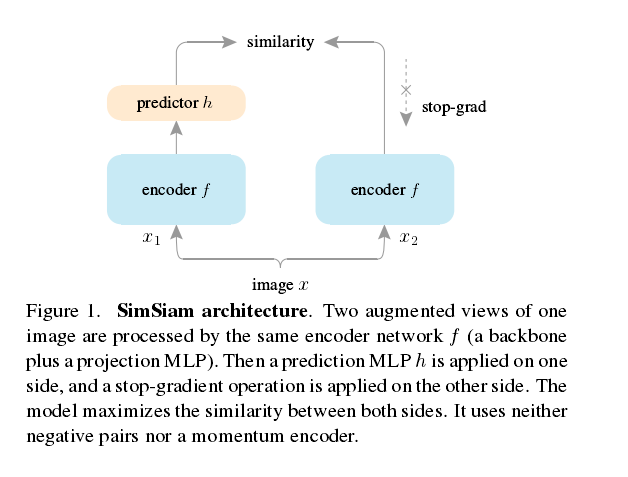 similarity
predictor h
stop-grad
encoder f
encoder f
x1
x2
image x
Figure 1. SimSiam architecture. Two augmented views of one
image are processed by the same encoder network f (a backbone
plus a projection MLP). Then a prediction MLP h is applied on one
side, and a stop-gradient operation is applied on the other side. The
model maximizes the similarity between both sides. It uses neither
negative pairs nor a momentum encoder.